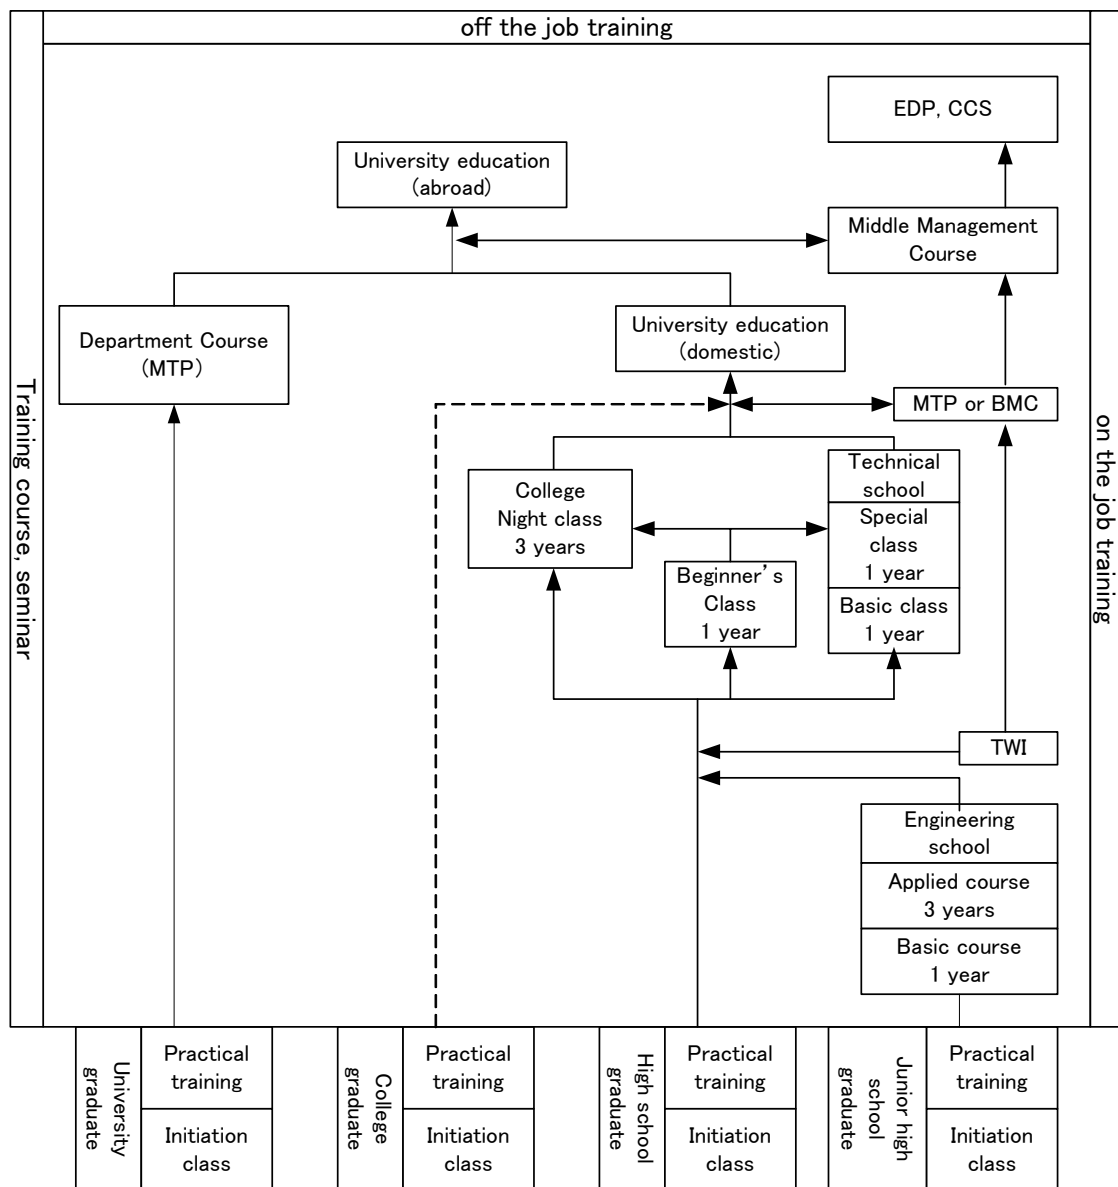 off the job training
EDP, CCS
University education
(abroad)
Middle Management
Course
Department Course
(MTP)
University education
(domestic)
MTP or BMC
Training course, seminar
on the job training
College
Night class
3 years
Technical
school
Special
class
1 year
Basic class
1 year
Beginner's
Class
1 year
TWI
Engineering
school
Applied course
3 years
Basic course
1 year
University
graduate
Practical
training
Initiation
class
College
graduate
Practical
training
Initiation
class
High school
graduate
Practical
training
Initiation
class
Junior high
school
graduate
Practical
training
Initiation
class